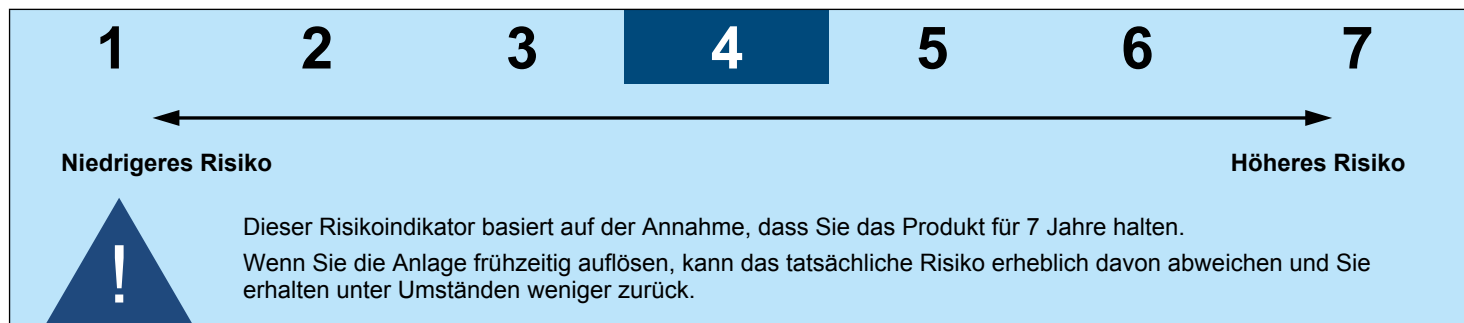 1 2 3 4 5 6 7
Niedrigeres Risiko Höheres Risiko
Dieser Risikoindikator basiert auf der Annahme, dass Sie das Produkt für 7 Jahre halten.
Wenn Sie die Anlage frühzeitig auflösen, kann das tatsächliche Risiko erheblich davon abweichen und Sie
erhalten unter Umständen weniger zurück.
!